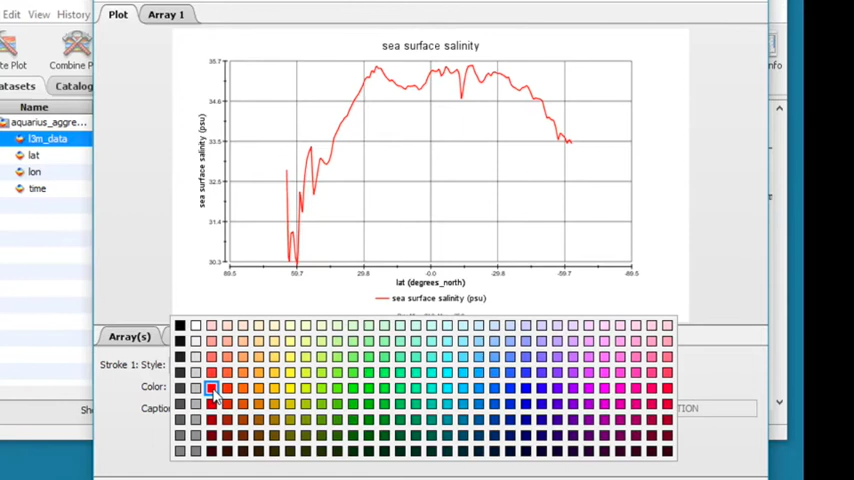 Edit View History
Plot Array 1
te Plot Combine P
nfo
atasets Catalog
Name
aquarius_aggre...
l3m_data
lat
lon
time
sea surface salinity
35.7
34.6
33.5
32.5
31.4
30.3
sea surface salinity (psu)
89.5 59.7 29.8 -0.0 -29.8 -59.7 -89.5
lat (degrees_north)
sea surface salinity (psu)
Array(s)
Stroke 1: Style:
Color:
Captio
TION
Sho